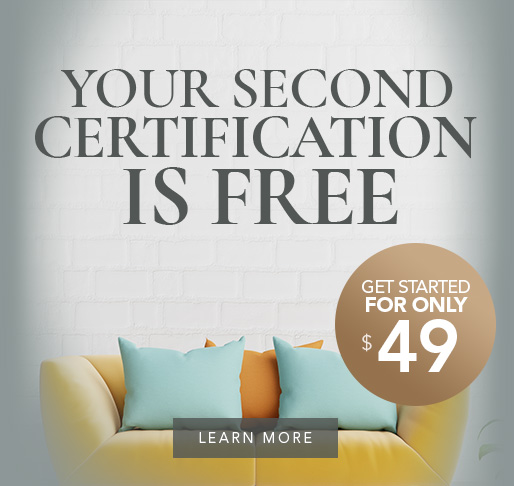 YOUR SECOND
CERTIFICATION
IS FREE
GET STARTED
FOR ONLY
$49
LEARN MORE